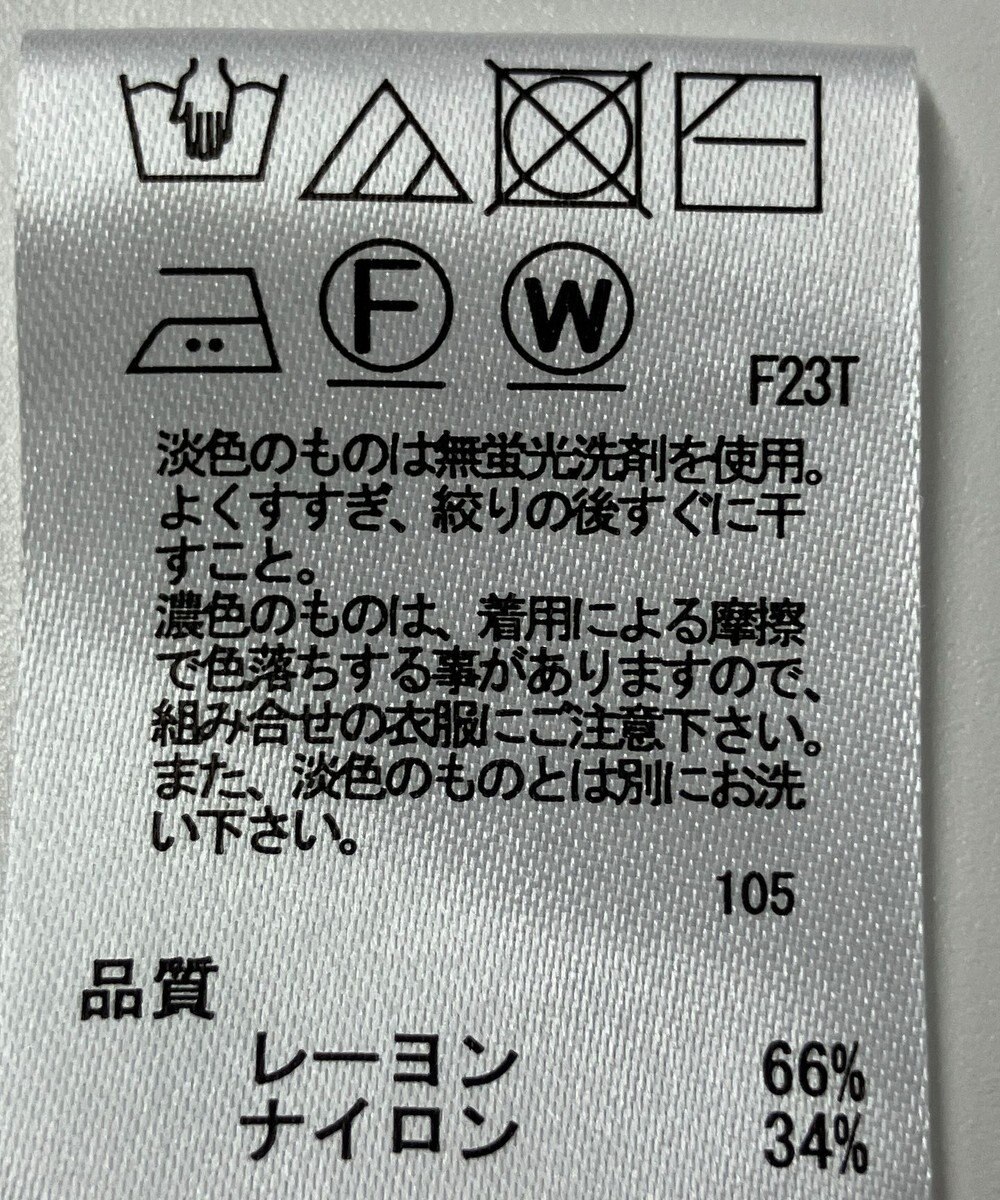 F
W
F23T
淡色のものは無蛍光洗剤を使用。
よくすすぎ、絞りの後すぐに干
すこと。
濃色のものは、着用による摩擦
で色落ちする事がありますので、
組み合せの衣服にご注意下さい。
また、淡色のものとは別にお洗
い下さい。
105
品質
レーヨン 66%
ナイロン 34%